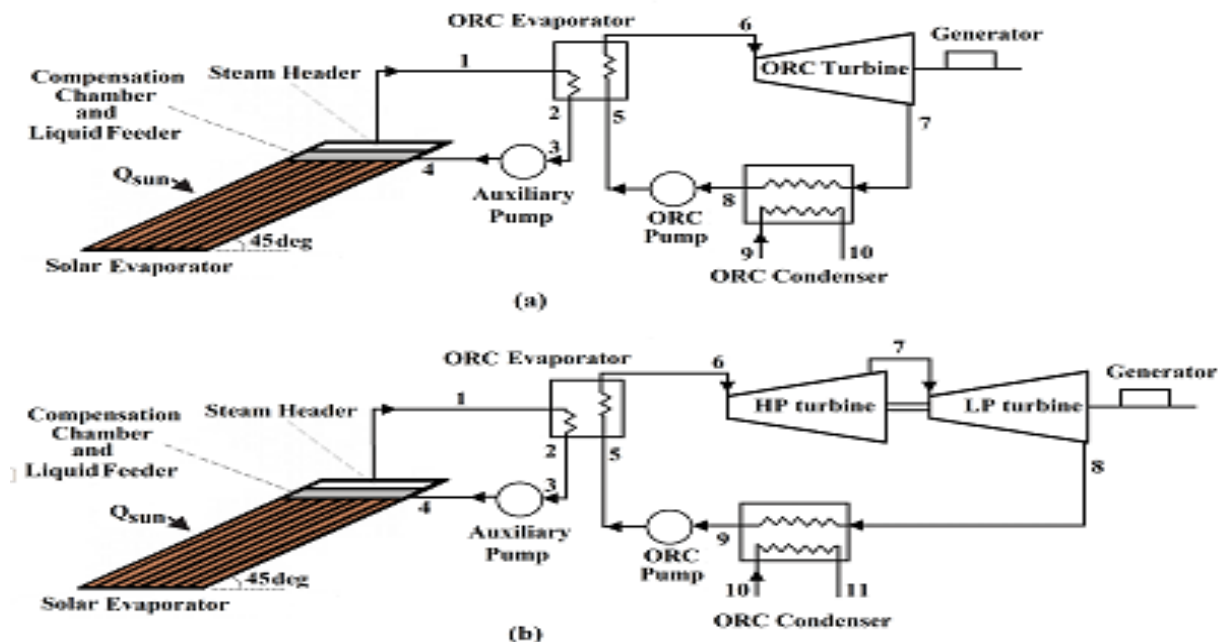 ORC Evaporator
6
Generator
Steam Header
1
ORC Turbine
Compensation
Chamber
and
Liquid Feeder
2
5
7
3
4
Qsun
Auxiliary
Pump
8
ORC
Pump
45deg
9
10
Solar Evaporator
ORC Condenser
(a)
ORC Evaporator
6
7
Generator
Steam Header
1
HP turbine
LP turbine
Compensation
Chamber
and
Liquid Feeder
2
5
8
3
4
Qsun
Auxiliary
Pump
9
ORC
Pump
45deg
10
11
Solar Evaporator
ORC Condenser
(b)